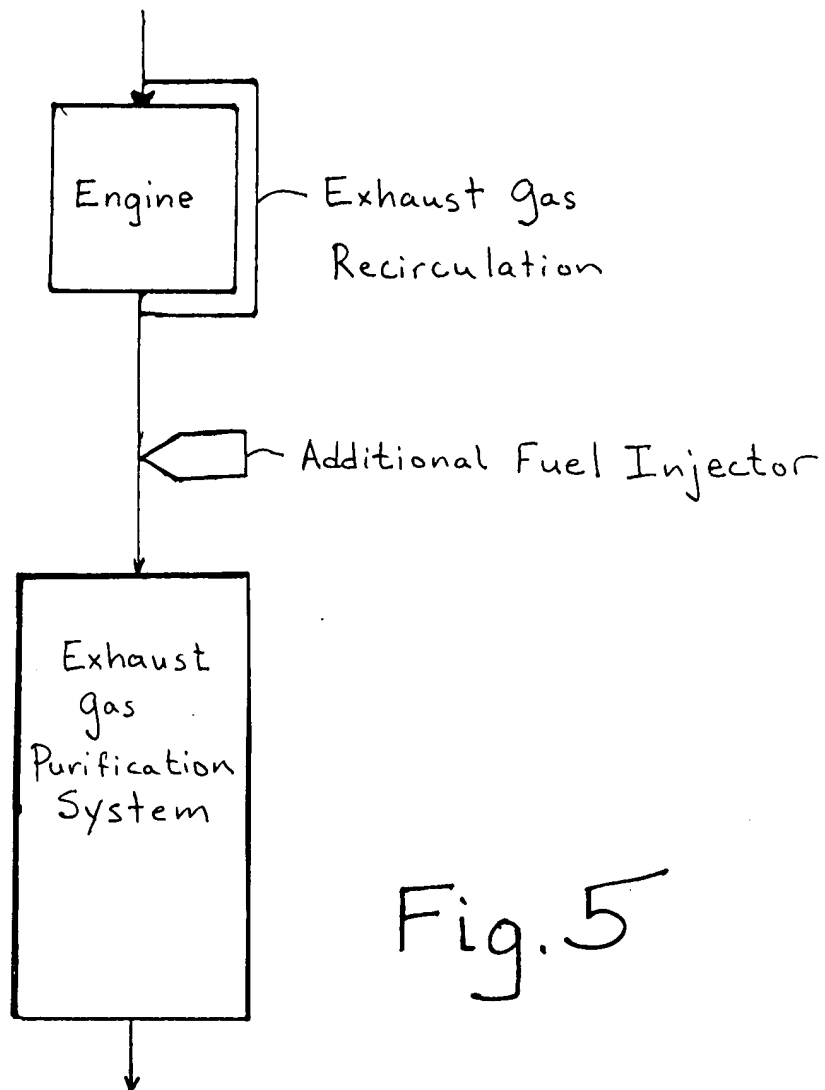 Engine
Exhaust gas
Recirculation
Additional Fuel Injector
Exhaust
gas
Purification
System
Fig. 5